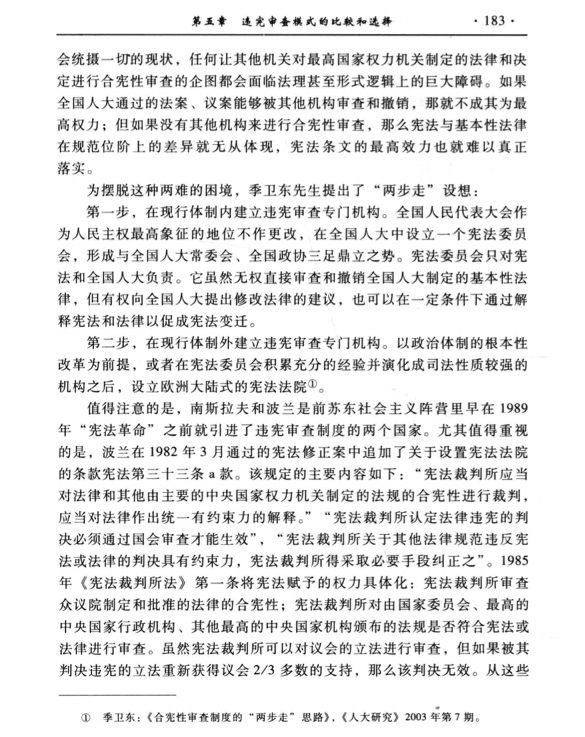 第五章　违宪审查模式的比较和选择　· 183 ·
会统摄一切的现状，任何让其他机关对最高国家权力机关制定的法律和决
定进行合宪性审查的企图都会面临法理甚至形式逻辑上的巨大障碍。如果
全国人大通过的法案、议案能够被其他机构审查和撤销，那就不成其为最
高权力；但如果没有其他机构来进行合宪性审查，那么宪法与基本性法律
在规范位阶上的差异就无从体现，宪法条文的最高效力也就难以真正
落实。
为摆脱这种两难的困境，季卫东先生提出了“两步走”设想：
第一步，在现行体制内建立违宪审查专门机构。全国人民代表大会作
为人民主权最高象征的地位不作更改，在全国人大中设立一个宪法委员
会，形成与全国人大常委会、全国政协三足鼎立之势。宪法委员会只对宪
法和全国人大负责。它虽然无权直接审查和撤销全国人大制定的基本性法
律，但有权向全国人大提出修改法律的建议，也可以在一定条件下通过解
释宪法和法律以促成宪法变迁。
第二步，在现行体制外建立违宪审查专门机构。以政治体制的根本性
改革为前提，或者在宪法委员会积累充分的经验并演化成司法性质较强的
机构之后，设立欧洲大陆式的宪法法院①。
值得注意的是，南斯拉夫和波兰是前苏东社会主义阵营里早在 1989
年“宪法革命”之前就引进了违宪审查制度的两个国家。尤其值得重视
的是，波兰在 1982 年 3 月通过的宪法修正案中追加了关于设置宪法法院
的条款宪法第三十三条 a 款。该规定的主要内容如下：“宪法裁判所应当
对法律和其他由主要的中央国家权力机关制定的法规的合宪性进行裁判，
应当对法律作出统一有约束力的解释。”“宪法裁判所认定法律违宪的判
决必须通过国会审查才能生效”，“宪法裁判所关于其他法律规范违反宪
法或法律的判决具有约束力，宪法裁判所得采取必要手段纠正之”。1985
年《宪法裁判所法》第一条将宪法赋予的权力具体化：宪法裁判所审查
众议院制定和批准的法律的合宪性；宪法裁判所对由国家委员会、最高的
中央国家行政机构、其他最高的中央国家机构颁布的法规是否符合宪法或
法律进行审查。虽然宪法裁判所可以对议会的立法进行审查，但如果被其
判决违宪的立法重新获得议会 2/3 多数的支持，那么该判决无效。从这些
①　季卫东：《合宪性审查制度的“两步走”思路》，《人大研究》2003 年第 7 期。